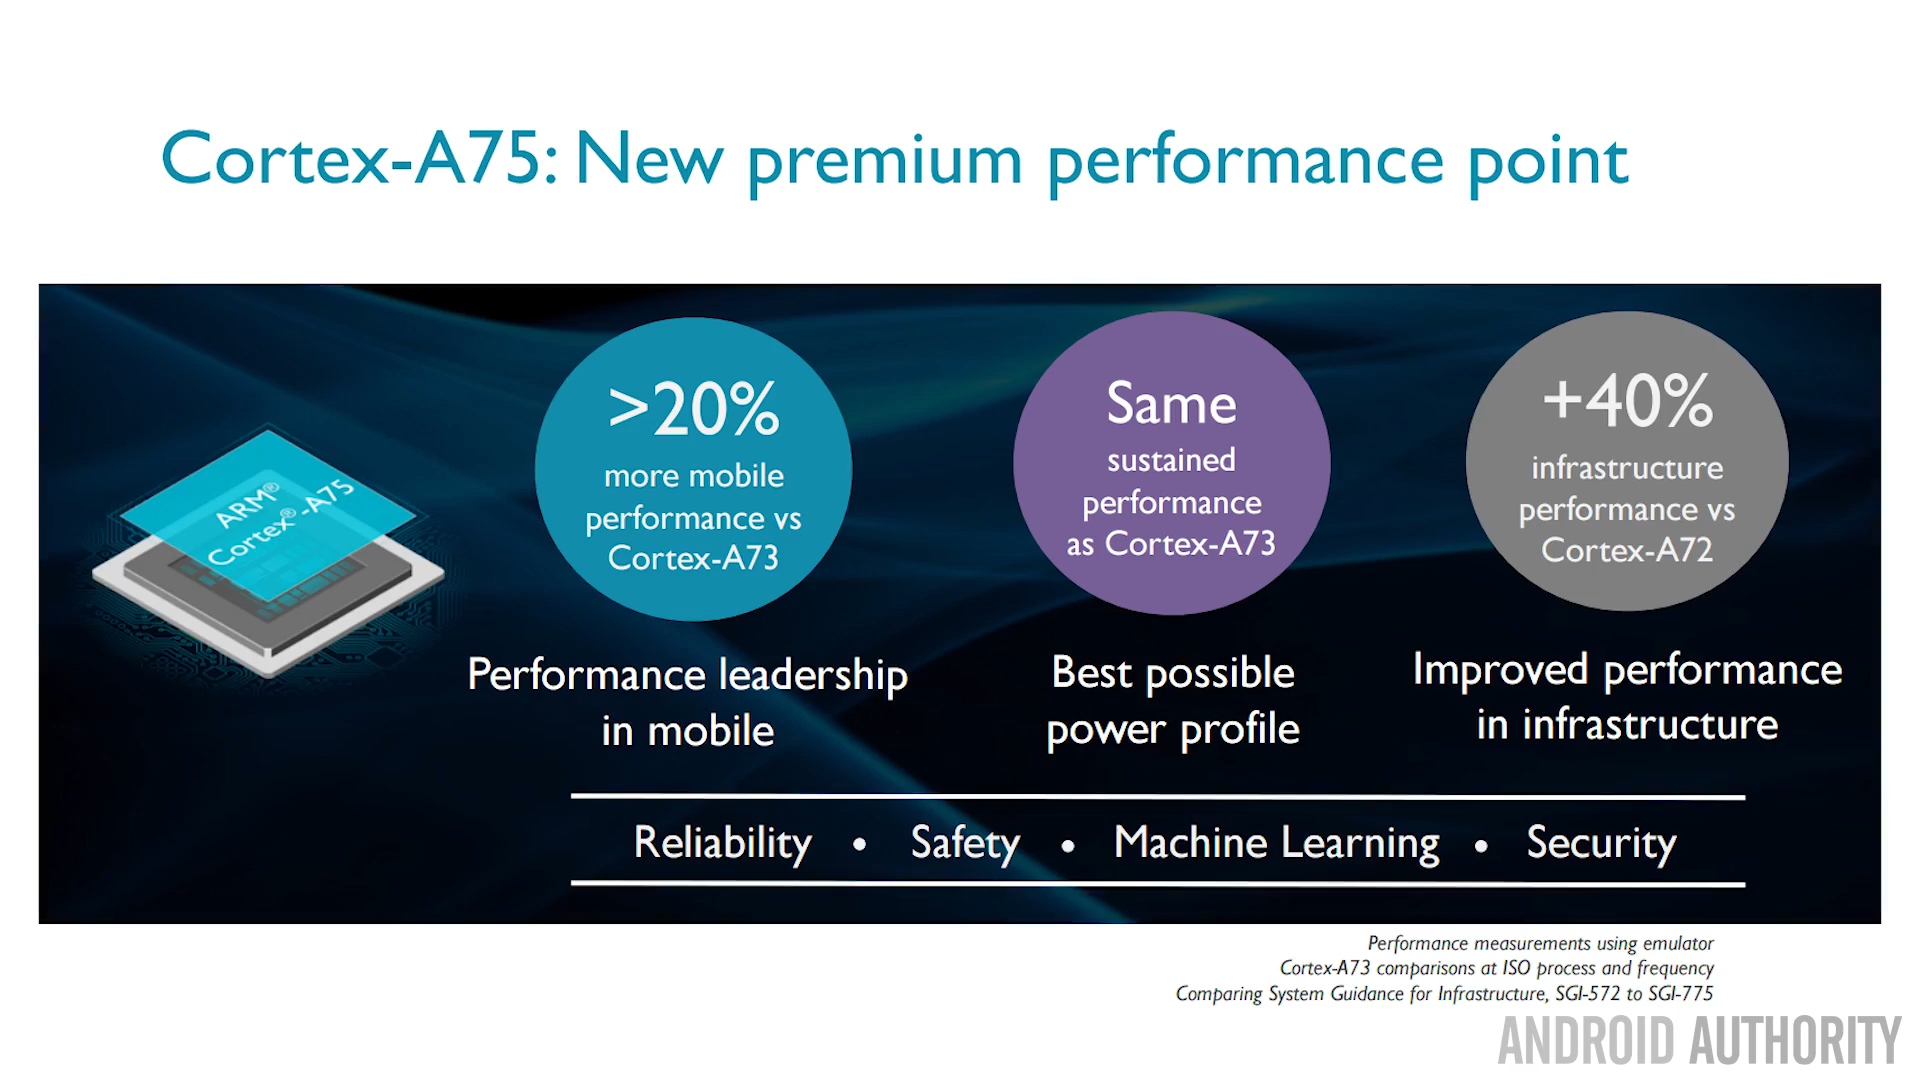 Cortex-A75: New premium performance point
ARM®
Cortex®-A75
>20%
more mobile
performance vs
Cortex-A73
Performance leadership
in mobile
Same
sustained
performance
as Cortex-A73
Best possible
power profile
+40%
infrastructure
performance vs
Cortex-A72
Improved performance
in infrastructure
Reliability • Safety • Machine Learning • Security
Performance measurements using emulator
Cortex-A73 comparisons at ISO process and frequency
Comparing System Guidance for Infrastructure, SGI-572 to SGI-775
ANDROID AUTHORITY